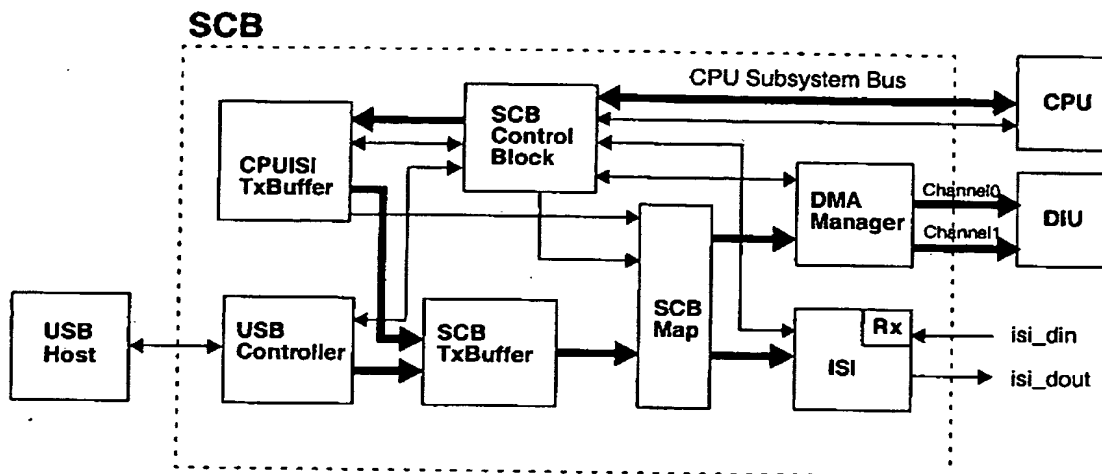 SCB
CPU Subsystem Bus
CPU
SCB
Control
Block
CPUISI
TxBuffer
DMA
Manager
Channel0
Channel1
DIU
SCB
Map
USB
Host
USB
Controller
SCB
TxBuffer
Rx
ISI
isi_din
isi_dout